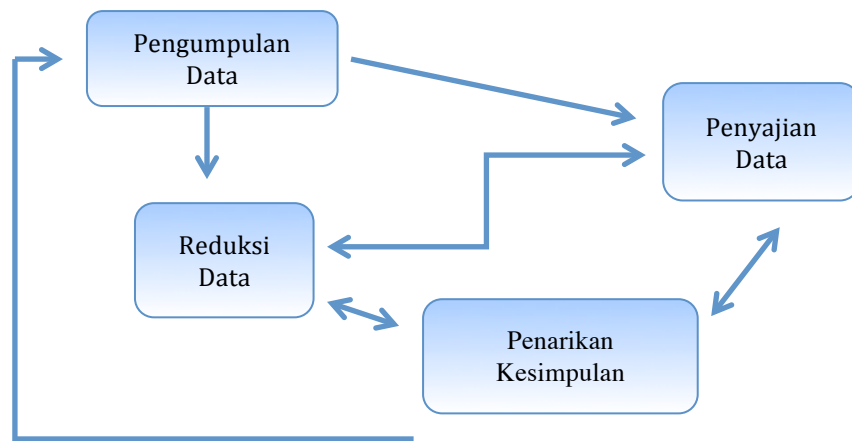 Pengumpulan
Data
Penyajian
Data
Reduksi
Data
Penarikan
Kesimpulan